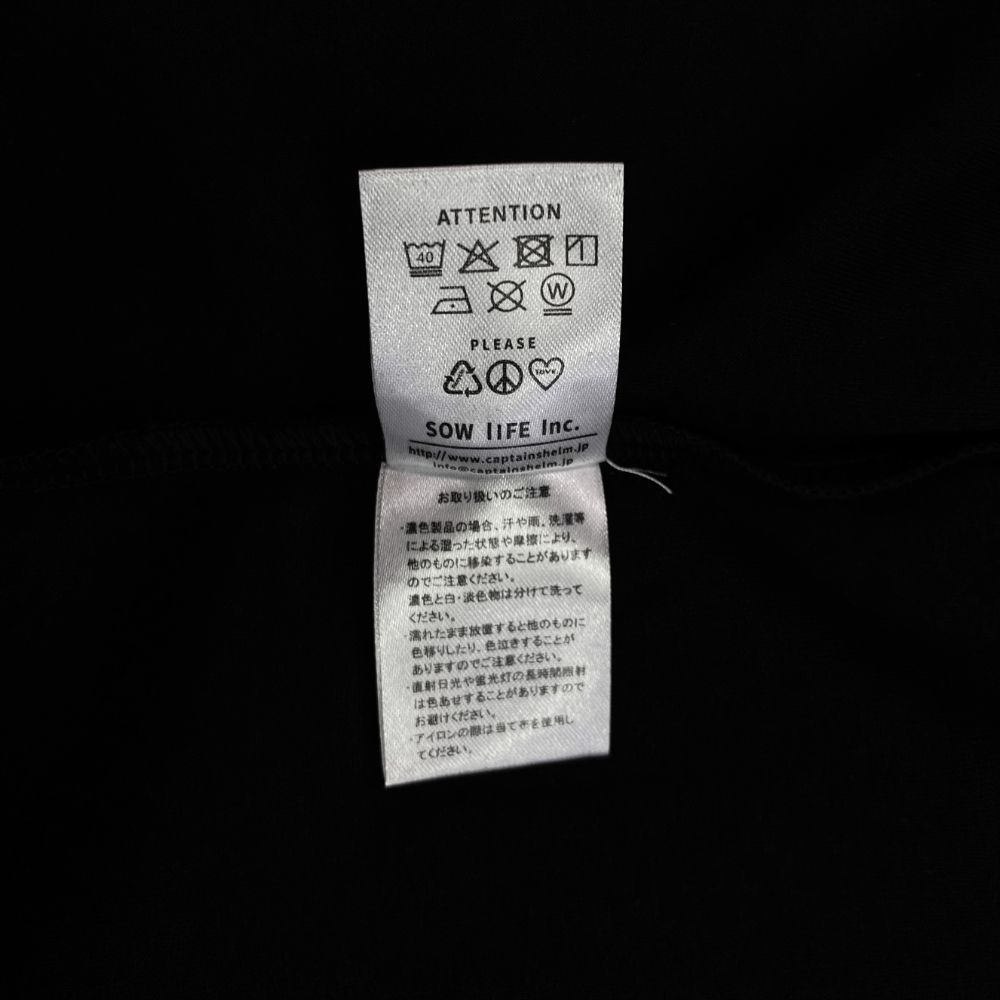 ATTENTION
40
W
PLEASE
love
SOW LIFE Inc.
http://www.captainshelm.jp
info@captainshelm.jp
お取り扱いのご注意
・濃色製品の場合、汗や雨、洗濯等
による湿った状態や摩擦により、
他のものに移染することがあります
のでご注意ください。
濃色と白・淡色物は分けて洗って
ください。
・濡れたまま放置すると他のものに
色移りしたり、色泣きすることが
ありますのでご注意ください。
・直射日光や蛍光灯の長時間照射
は色あせすることがありますので
お避けください。
・アイロンの際は当て布を使用し
てください。